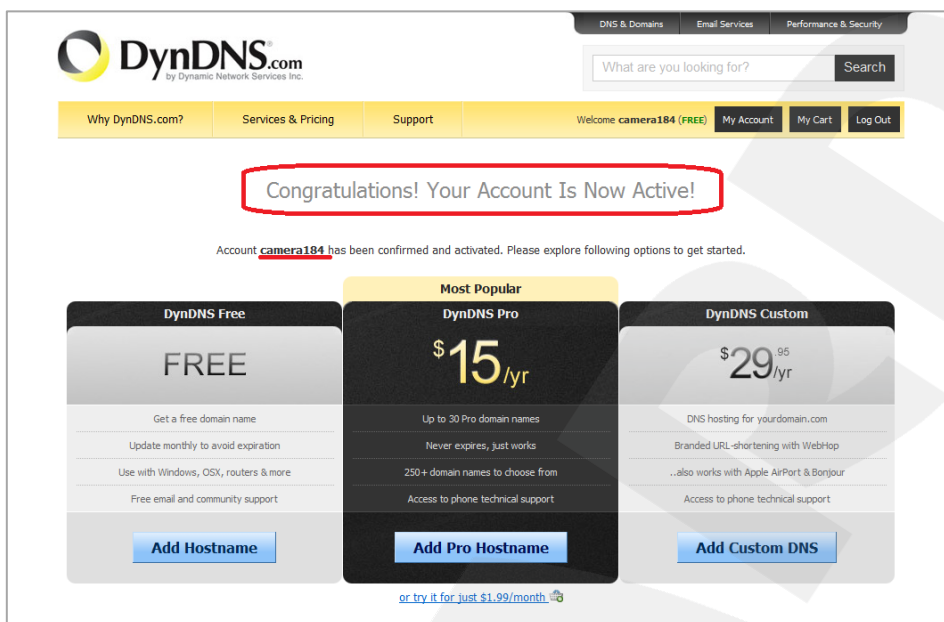 DNS & Domains Email Services Performance & Security
DynDNS.com
by Dynamic Network Services Inc.
What are you looking for? Search
Why DynDNS.com? Services & Pricing Support Welcome camera184 (FREE) My Account My Cart Log Out
Congratulations! Your Account Is Now Active!
Account camera184 has been confirmed and activated. Please explore following options to get started.
Most Popular
DynDNS Free DynDNS Pro DynDNS Custom
FREE $15/yr $29.95/yr
Get a free domain name Up to 30 Pro domain names DNS hosting for yourdomain.com
Update monthly to avoid expiration Never expires, just works Branded URL-shortening with WebHop
Use with Windows, OSX, routers & more 250+ domain names to choose from ..also works with Apple AirPort & Bonjour
Free email and community support Access to phone technical support Access to phone technical support
Add Hostname Add Pro Hostname Add Custom DNS
or try it for just $1.99/month